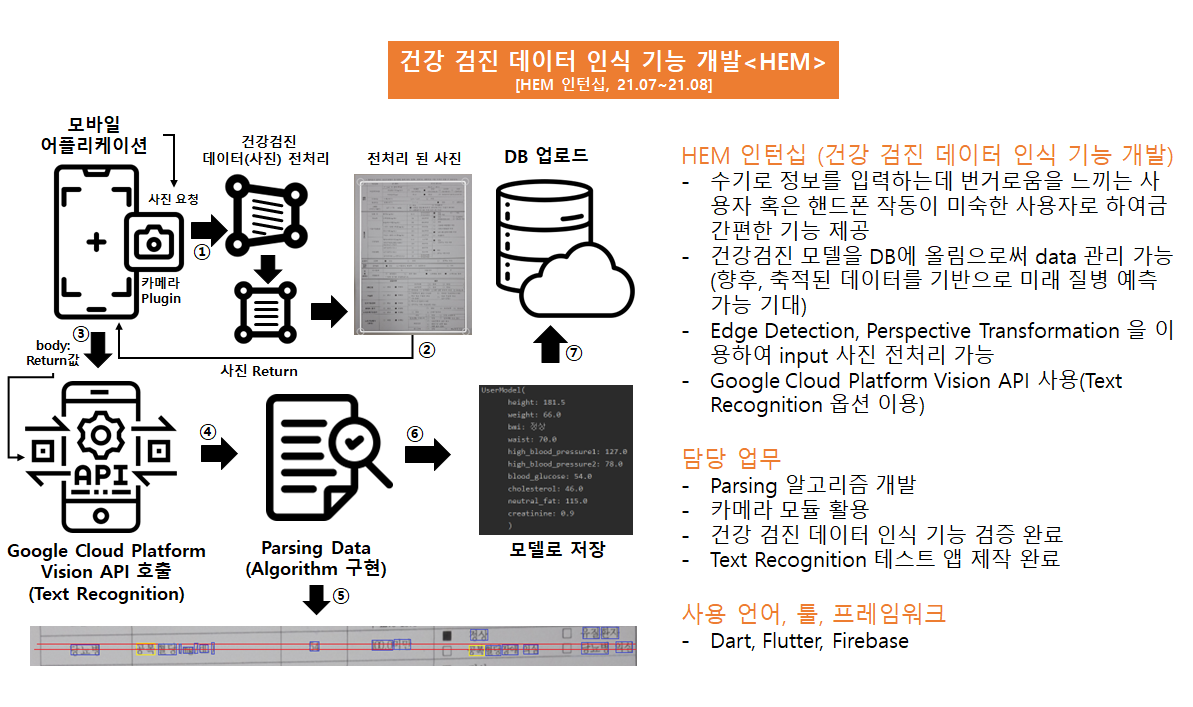 건강 검진 데이터 인식 기능 개발<HEM>
[HEM 인턴십, 21.07~21.08]
모바일
어플리케이션
사진 요청
카메라
Plugin
①
건강검진
데이터(사진) 전처리
전처리 된 사진
②
사진 Return
③
body:
Return값
API
Google Cloud Platform
Vision API 호출
(Text Recognition)
④
Parsing Data
(Algorithm 구현)
⑤
당뇨병
공복혈당
정상
유질환자
⑥
UserModel(
height: 181.5
weight: 66.0
bmi: 정상
waist: 70.0
high_blood_pressure1: 127.0
high_blood_pressure2: 78.0
blood_glucose: 54.0
cholesterol: 46.0
neutral_fat: 115.0
creatinine: 0.9
)
모델로 저장
⑦
DB 업로드
HEM 인턴십 (건강 검진 데이터 인식 기능 개발)
- 수기로 정보를 입력하는데 번거로움을 느끼는 사
용자 혹은 핸드폰 작동이 미숙한 사용자로 하여금
간편한 기능 제공
- 건강검진 모델을 DB에 올림으로써 data 관리 가능
(향후, 축적된 데이터를 기반으로 미래 질병 예측
가능 기대)
- Edge Detection, Perspective Transformation 을 이
용하여 input 사진 전처리 가능
- Google Cloud Platform Vision API 사용(Text
Recognition 옵션 이용)
담당 업무
- Parsing 알고리즘 개발
- 카메라 모듈 활용
- 건강 검진 데이터 인식 기능 검증 완료
- Text Recognition 테스트 앱 제작 완료
사용 언어, 툴, 프레임워크
- Dart, Flutter, Firebase